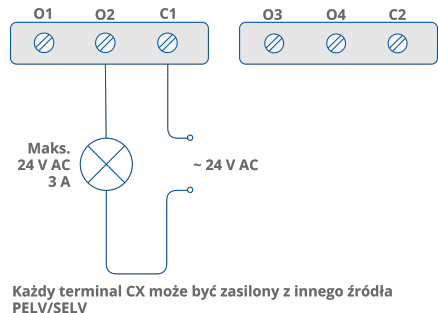 O1 O2 C1 O3 O4 C2
Maks.
24 V AC
3 A
~ 24 V AC
Każdy terminal CX może być zasilony z innego źródła
PELV/SELV